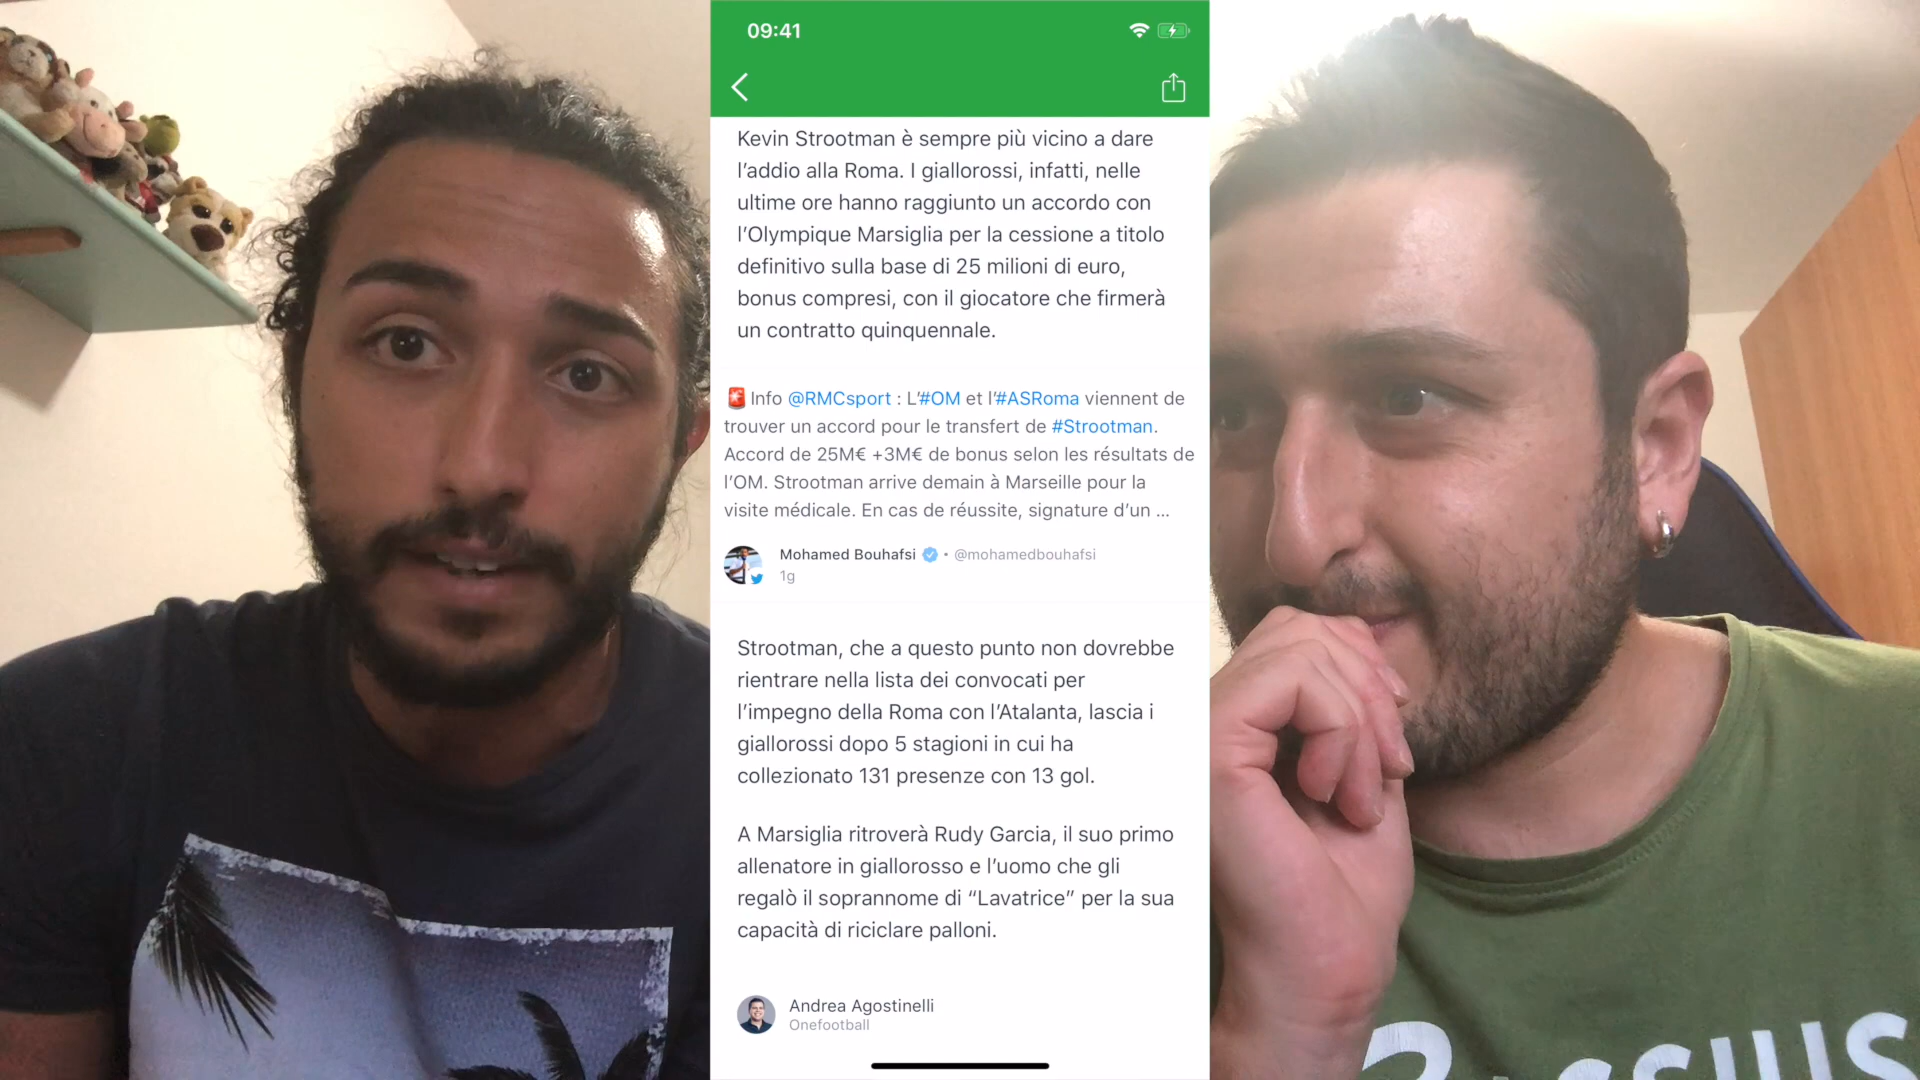 09:41
Kevin Strootman è sempre più vicino a dare
l’addio alla Roma. I giallorossi, infatti, nelle
ultime ore hanno raggiunto un accordo con
l’Olympique Marsiglia per la cessione a titolo
definitivo sulla base di 25 milioni di euro,
bonus compresi, con il giocatore che firmerà
un contratto quinquennale.
Info @RMCsport : L’#OM et l’#ASRoma viennent de
trouver un accord pour le transfert de #Strootman.
Accord de 25M€ +3M€ de bonus selon les résultats de
l’OM. Strootman arrive demain à Marseille pour la
visite médicale. En cas de réussite, signature d’un ...
Mohamed Bouhafsi • @mohamedbouhafsi
1g
Strootman, che a questo punto non dovrebbe
rientrare nella lista dei convocati per
l’impegno della Roma con l’Atalanta, lascia i
giallorossi dopo 5 stagioni in cui ha
collezionato 131 presenze con 13 gol.
A Marsiglia ritroverà Rudy Garcia, il suo primo
allenatore in giallorosso e l’uomo che gli
regalò il soprannome di “Lavatrice” per la sua
capacità di riciclare palloni.
Andrea Agostinelli
Onefootball